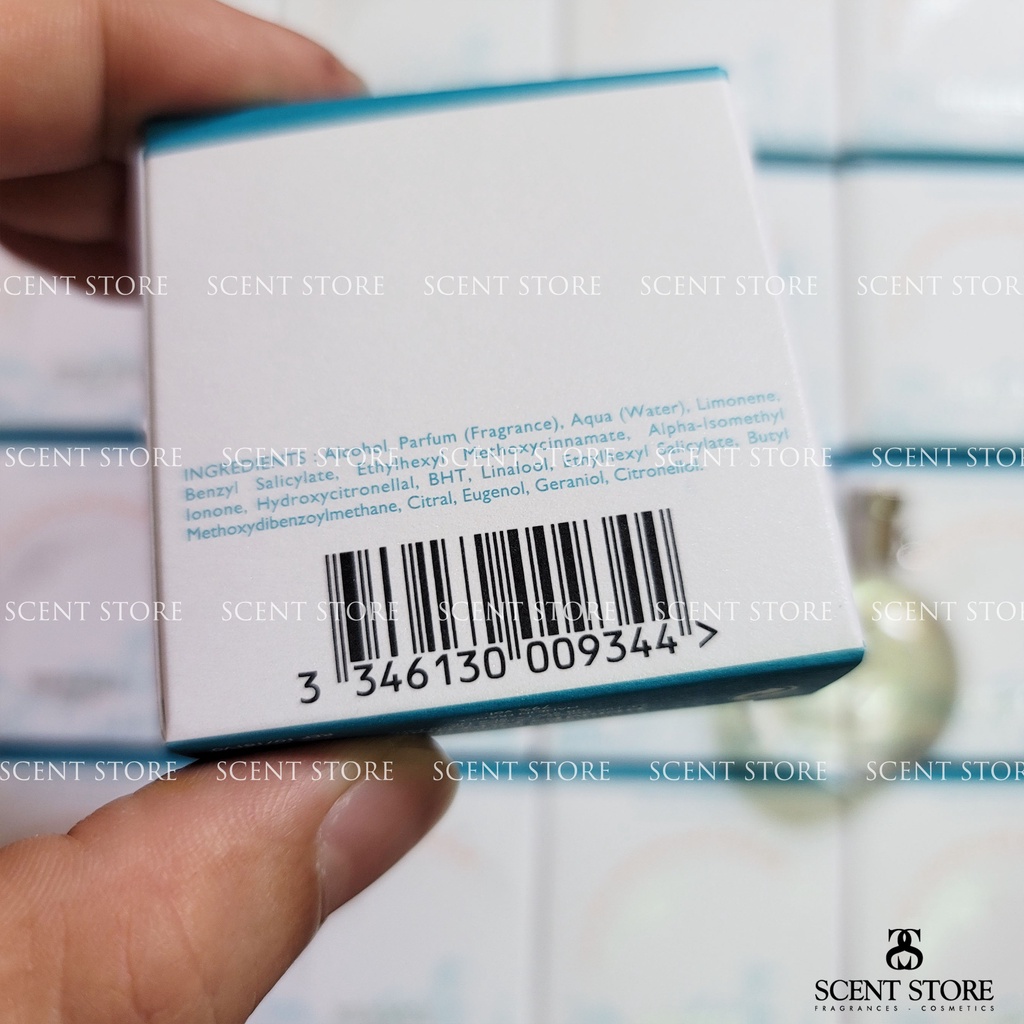 SCENT STORE SCENT STORE SCENT STORE SCENT STORE SCENT STORE
INGREDIENTS : Alcohol, Parfum (Fragrance), Aqua (Water), Limonene,
Benzyl Salicylate, Ethylhexyl Methoxycinnamate, Alpha-Isomethyl
Ionone, Hydroxycitronellal, BHT, Linalool, Ethylhexyl Salicylate, Butyl
Methoxydibenzoylmethane, Citral, Eugenol, Geraniol, Citronellol.
SCENT STORE SCENT STORE SCENT STORE SCENT STORE SCENT STORE
SCENT STORE SCENT STORE SCENT STORE SCENT STORE SCENT STORE
3 346130 009344 >
SCENT STORE SCENT STORE SCENT STORE SCENT STORE SCENT STORE
SCENT STORE
FRAGRANCES - COSMETICS